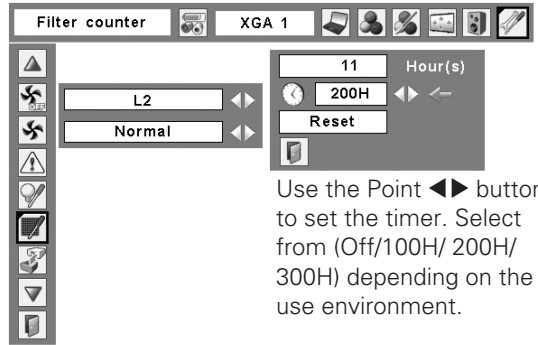 Filter counter
XGA 1
11 Hour(s)
L2
200H
Normal
Reset
OFF
Use the Point ◀▶ button
to set the timer. Select
from (Off/100H/ 200H/
300H) depending on the
use environment.